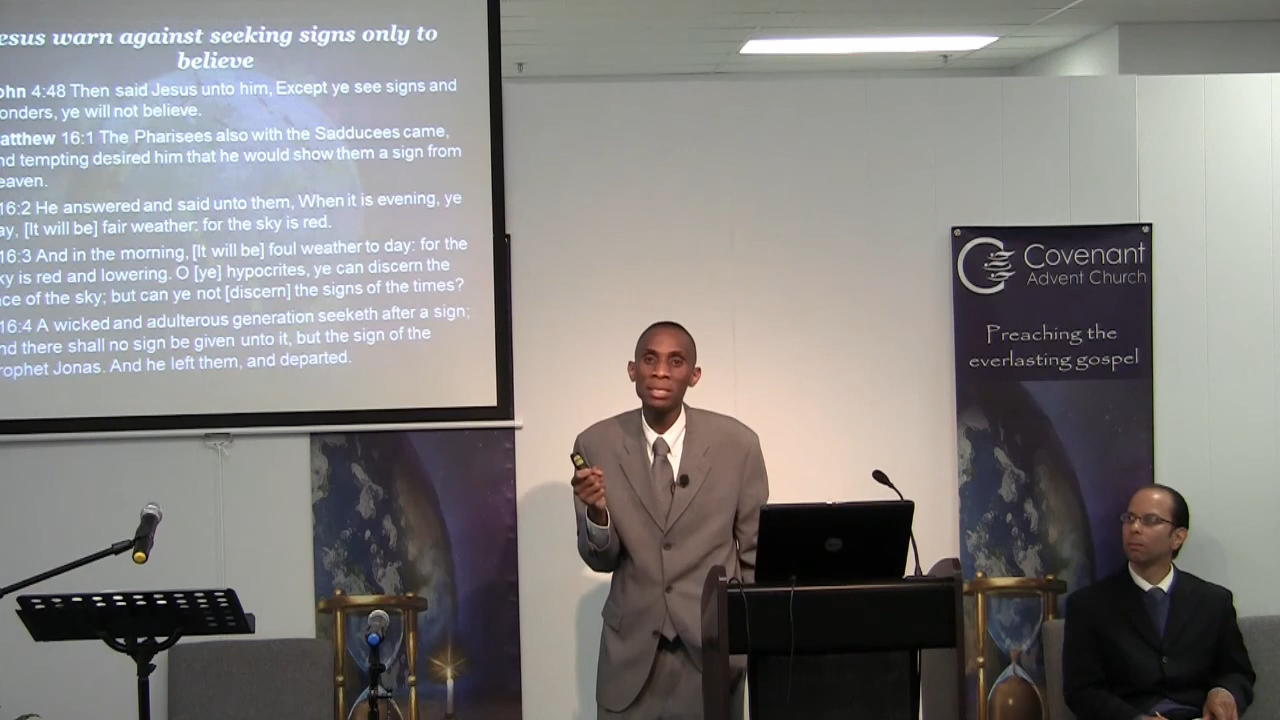 esus warn against seeking signs only to
believe
ohn 4:48 Then said Jesus unto him, Except ye see signs and
onders, ye will not believe.
atthew 16:1 The Pharisees also with the Sadducees came,
nd tempting desired him that he would show them a sign from
eaven.
16:2 He answered and said unto them, When it is evening, ye
ay, [It will be] fair weather: for the sky is red.
16:3 And in the morning, [It will be] foul weather to day: for the
ky is red and lowering. O [ye] hypocrites, ye can discern the
ace of the sky; but can ye not [discern] the signs of the times?
16:4 A wicked and adulterous generation seeketh after a sign;
nd there shall no sign be given unto it, but the sign of the
rophet Jonas. And he left them, and departed.
Covenant
Advent Church
Preaching the
everlasting gospel